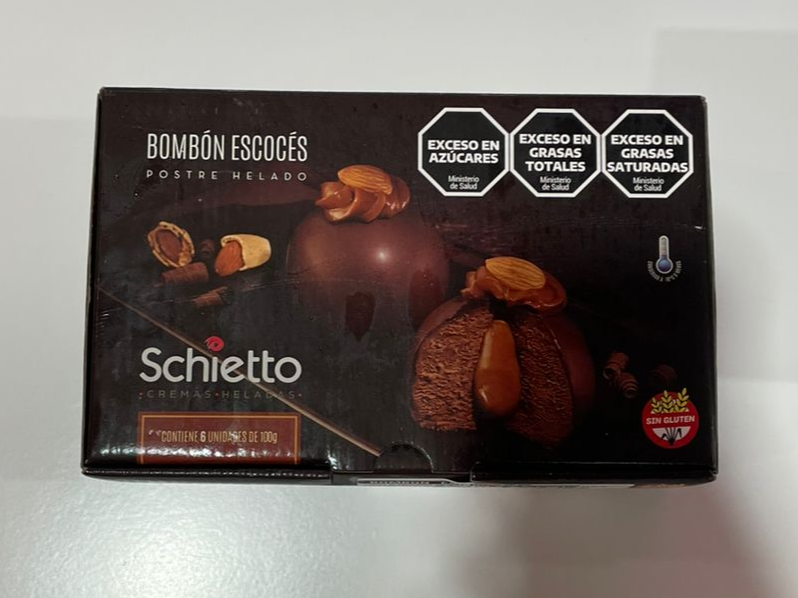 BOMBÓN ESCOCÉS
POSTRE HELADO
EXCESO EN
AZÚCARES
Ministerio
de Salud
EXCESO EN
GRASAS
TOTALES
Ministerio
de Salud
EXCESO EN
GRASAS
SATURADAS
Ministerio
de Salud
Schietto
CREMAS HELADAS
CONTIENE 6 UNIDADES DE 100g
SIN GLUTEN